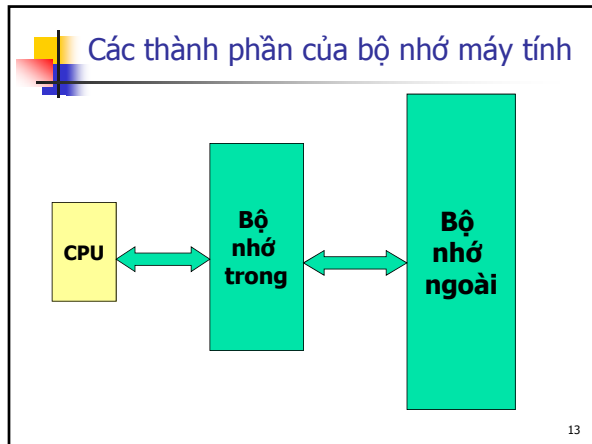 Các thành phần của bộ nhớ máy tính
CPU
Bộ
nhớ
trong
Bộ
nhớ
ngoài
13